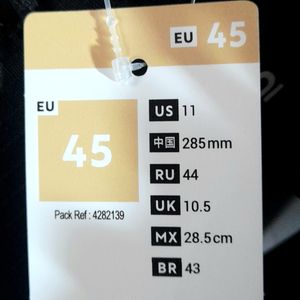 EU 45
EU
45
Pack Ref : 4282139
US 11
中国 285mm
RU 44
UK 10.5
MX 28.5cm
BR 43